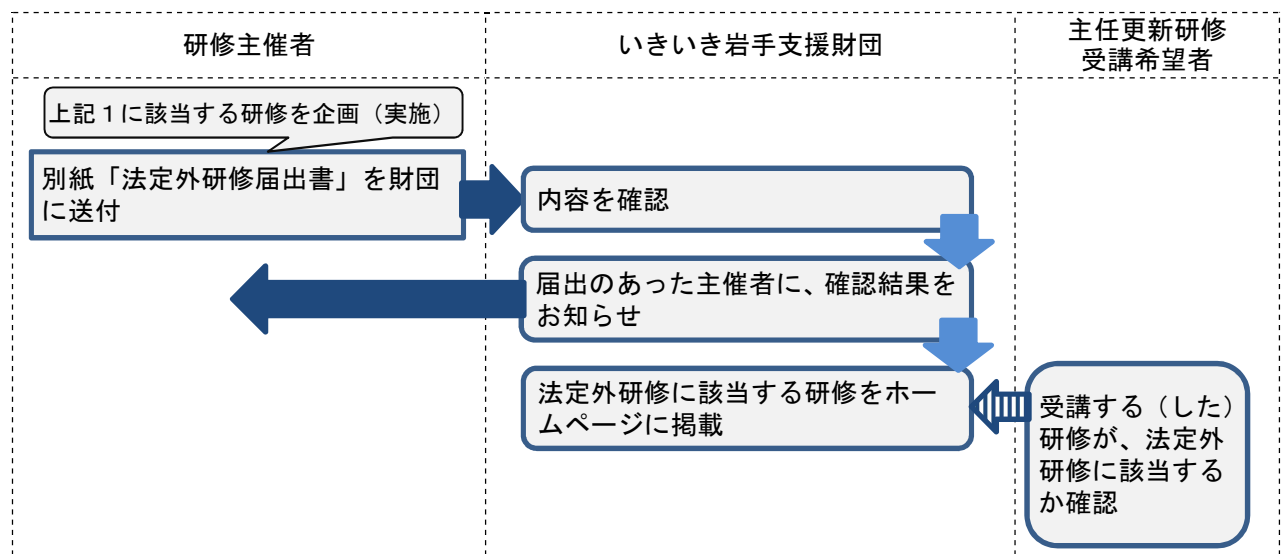 研修主催者
いきいき岩手支援財団
主任更新研修
受講希望者
上記１に該当する研修を企画（実施）
別紙「法定外研修届出書」を財団
に送付
内容を確認
届出のあった主催者に、確認結果を
お知らせ
法定外研修に該当する研修をホー
ムページに掲載
受講する（した）
研修が、法定外
研修に該当する
か確認